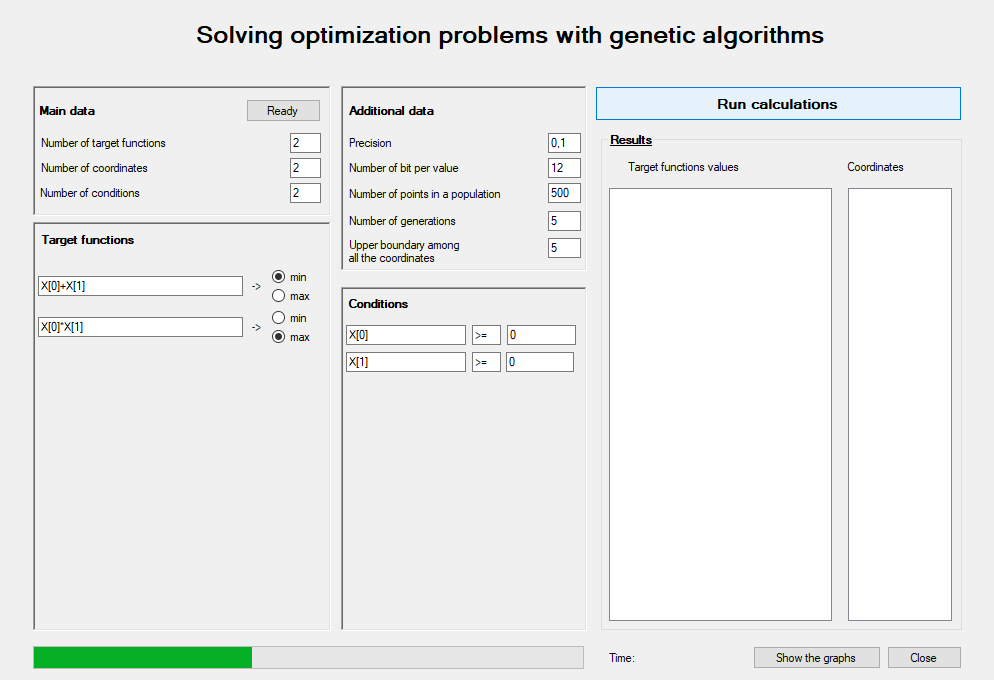 Solving optimization problems with genetic algorithms
Main data
Ready
Number of target functions 2
Number of coordinates 2
Number of conditions 2
Target functions
X[0]+X[1] -> min
max
X[0]*X[1] -> min
max
Additional data
Precision 0,1
Number of bit per value 12
Number of points in a population 500
Number of generations 5
Upper boundary among
all the coordinates 5
Conditions
X[0] >= 0
X[1] >= 0
Run calculations
Results
Target functions values
Coordinates
Time:
Show the graphs
Close